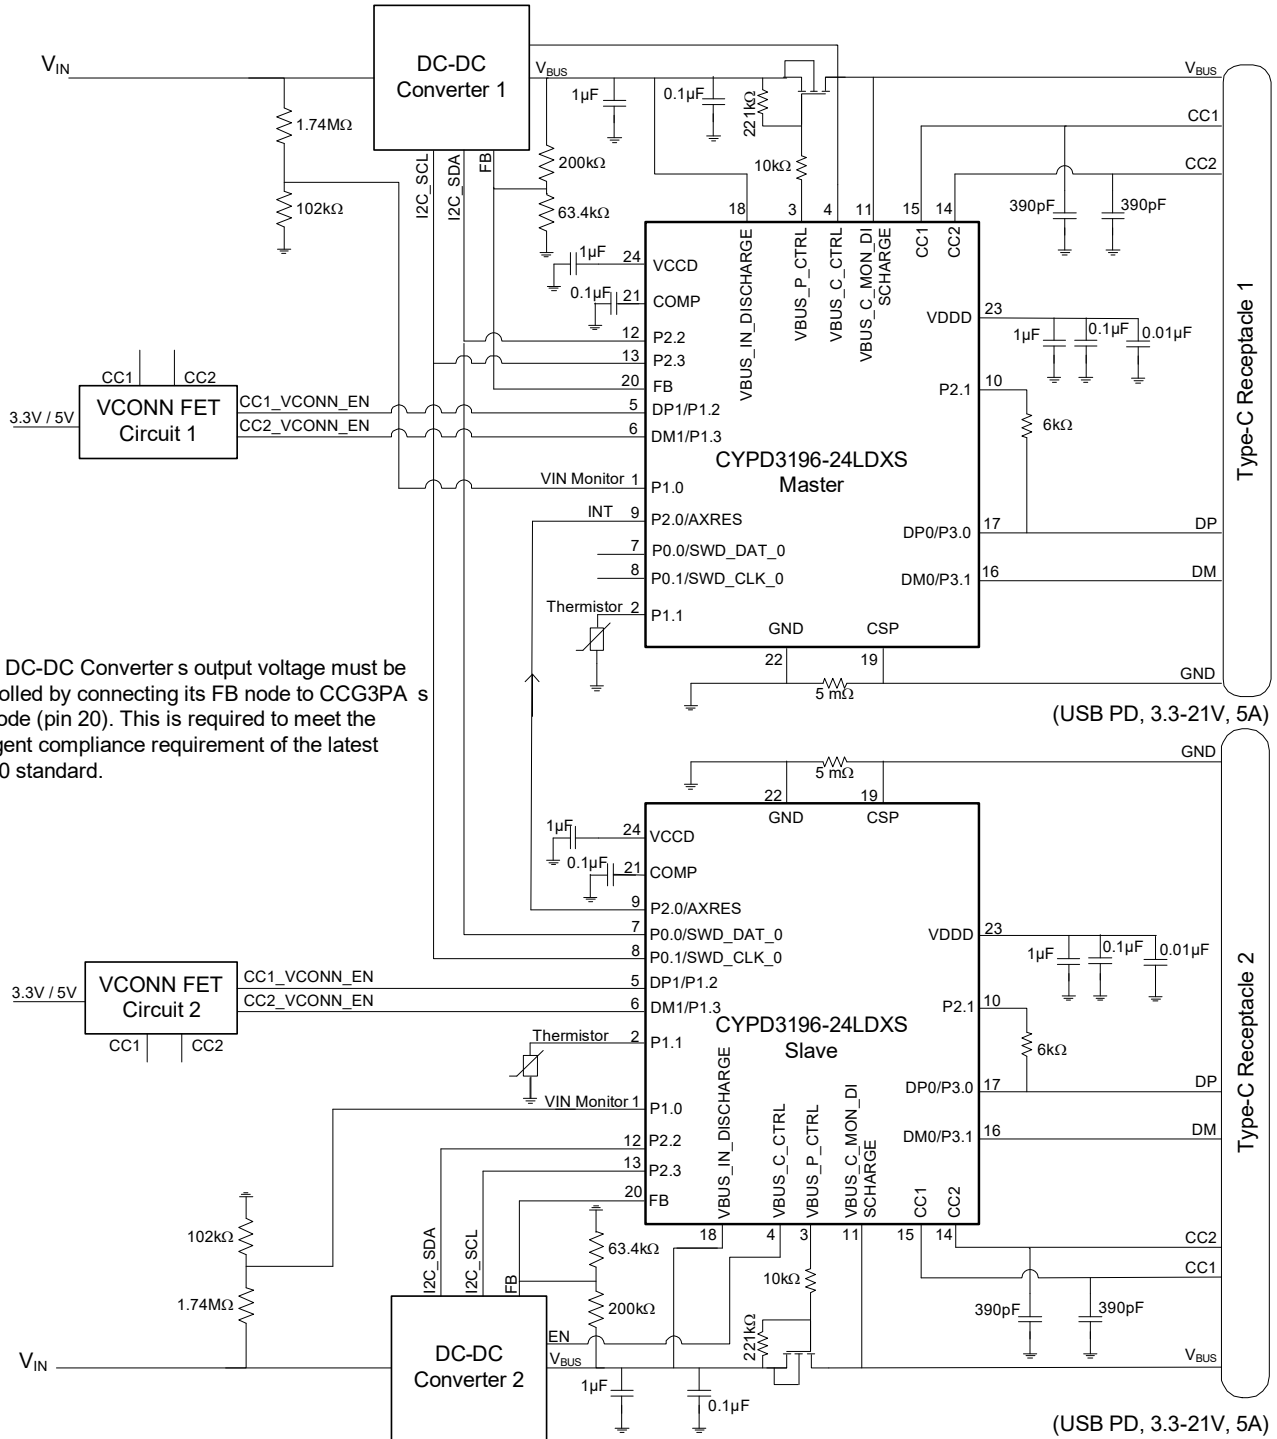 V_IN
DC-DC
Converter 1
V_BUS
V_BUS
1.74MΩ
102kΩ
I2C_SCL
I2C_SDA
FB
200kΩ
63.4kΩ
1µF
0.1µF
221kΩ
10kΩ
CC1
CC2
390pF
390pF
18
3
4
11
15
14
VBUS_IN_DISCHARGE
VBUS_P_CTRL
VBUS_C_CTRL
VBUS_C_MON_DI
SCHARGE
CC1
CC2
1µF
24
VCCD
0.1µF
21
COMP
12
P2.2
13
P2.3
20
FB
5
DP1/P1.2
6
DM1/P1.3
VDDD
23
1µF
0.1µF
0.01µF
P2.1
10
6kΩ
CC1
CC2
3.3V / 5V
VCONN FET
Circuit 1
CC1_VCONN_EN
CC2_VCONN_EN
CYPD3196-24LDXS
Master
VIN Monitor
1
P1.0
INT
9
P2.0/AXRES
7
P0.0/SWD_DAT_0
8
P0.1/SWD_CLK_0
Thermistor
2
P1.1
DP0/P3.0
17
DP
DM0/P3.1
16
DM
GND
CSP
22
19
5 mΩ
GND
Type-C Receptacle 1
(USB PD, 3.3-21V, 5A)
DC-DC Converter s output voltage must be
olled by connecting its FB node to CCG3PA s
ode (pin 20). This is required to meet the
gent compliance requirement of the latest
0 standard.
GND
5 mΩ
22
19
GND
CSP
1µF
24
VCCD
0.1µF
21
COMP
9
P2.0/AXRES
7
P0.0/SWD_DAT_0
8
P0.1/SWD_CLK_0
5
DP1/P1.2
6
DM1/P1.3
VDDD
23
1µF
0.1µF
0.01µF
P2.1
10
6kΩ
3.3V / 5V
VCONN FET
Circuit 2
CC1_VCONN_EN
CC2_VCONN_EN
CC1
CC2
CYPD3196-24LDXS
Slave
Thermistor
2
P1.1
VIN Monitor
1
P1.0
12
P2.2
13
P2.3
20
FB
DP0/P3.0
17
DP
DM0/P3.1
16
DM
VBUS_IN_DISCHARGE
VBUS_C_CTRL
VBUS_P_CTRL
VBUS_C_MON_DI
SCHARGE
CC1
CC2
18
4
3
11
15
14
CC2
CC1
390pF
390pF
102kΩ
1.74MΩ
I2C_SDA
I2C_SCL
FB
63.4kΩ
200kΩ
10kΩ
221kΩ
EN
V_IN
DC-DC
Converter 2
V_BUS
V_BUS
1µF
0.1µF
Type-C Receptacle 2
(USB PD, 3.3-21V, 5A)